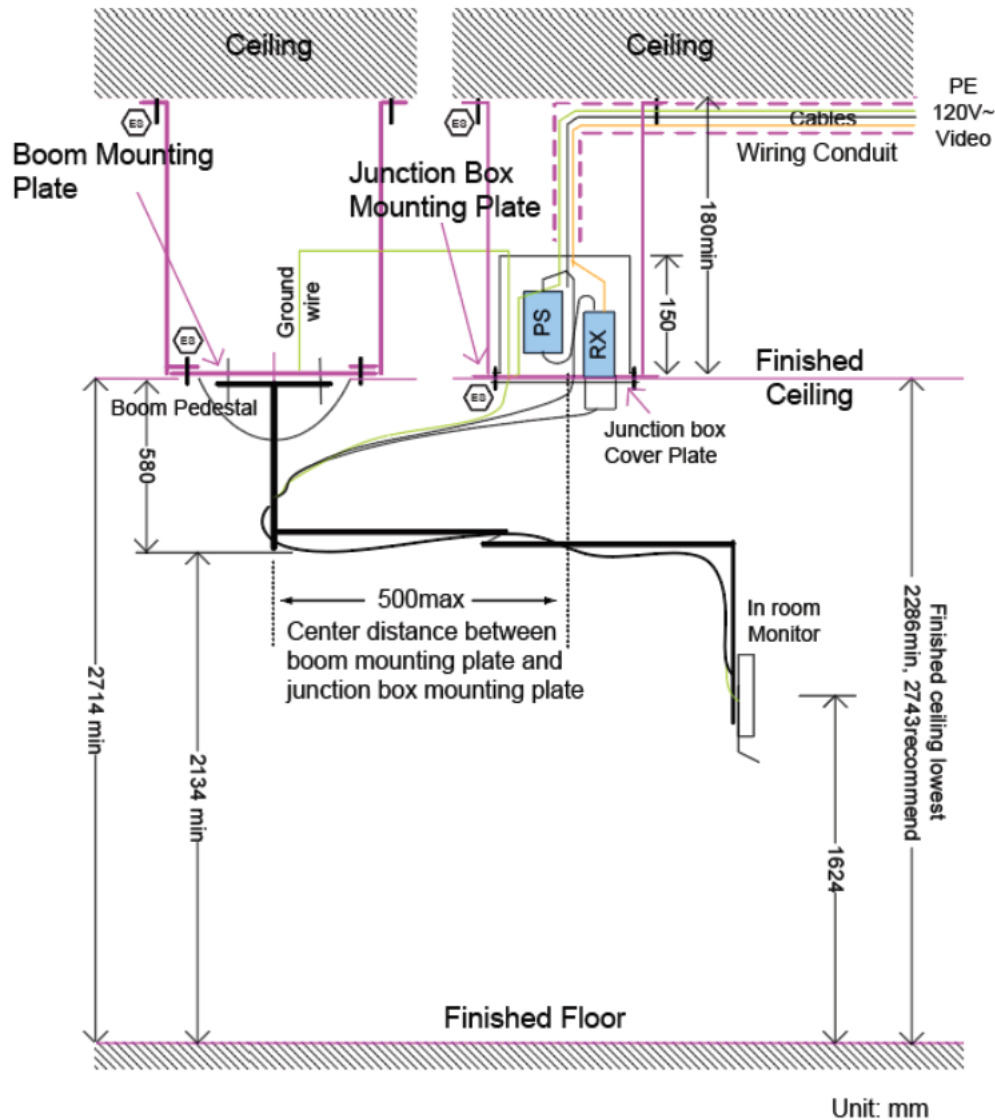 Ceiling
Ceiling
PE
120V~
Video
ES
ES
Cables
Wiring Conduit
Boom Mounting
Plate
Junction Box
Mounting Plate
180min
Ground
wire
150
PS
RX
ES
ES
Finished
Ceiling
Boom Pedestal
Junction box
Cover Plate
580
500max
Center distance between
boom mounting plate and
junction box mounting plate
In room
Monitor
Finished ceiling lowest
2286min, 2743recommend
2714 min
2134 min
1624
Finished Floor
Unit: mm